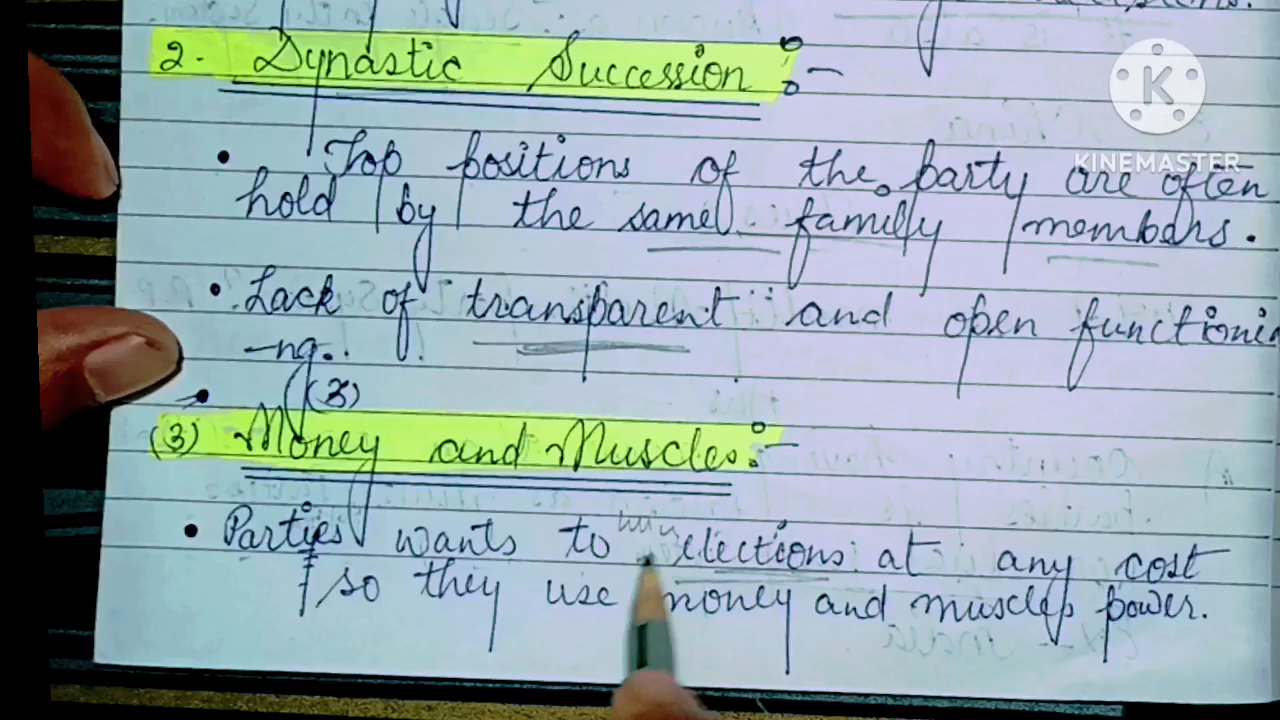 2. Dynastic Succession :-
KINEMASTER
• Top positions of the party are often
hold by the same family members.
• Lack of transparent and open functioni
-ng.
(3)
(3) Money and Muscles :-
• Parties wants to win elections at any cost
so they use money and muscles power.